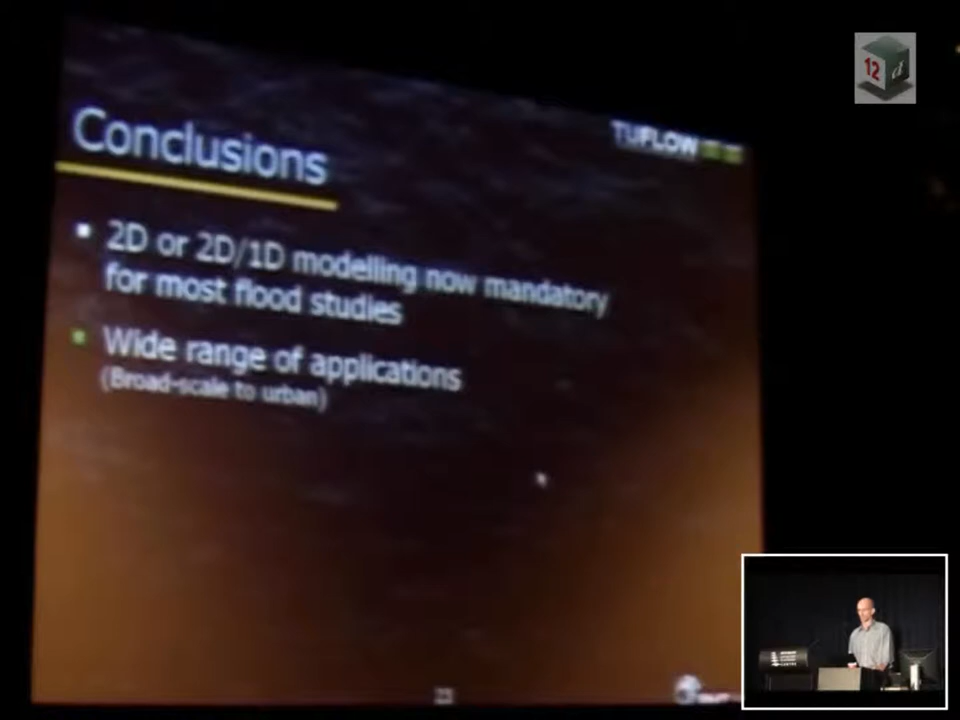 12 d
TUFLOW
Conclusions
2D or 2D/1D modelling now mandatory
for most flood studies
Wide range of applications
(Broad-scale to urban)